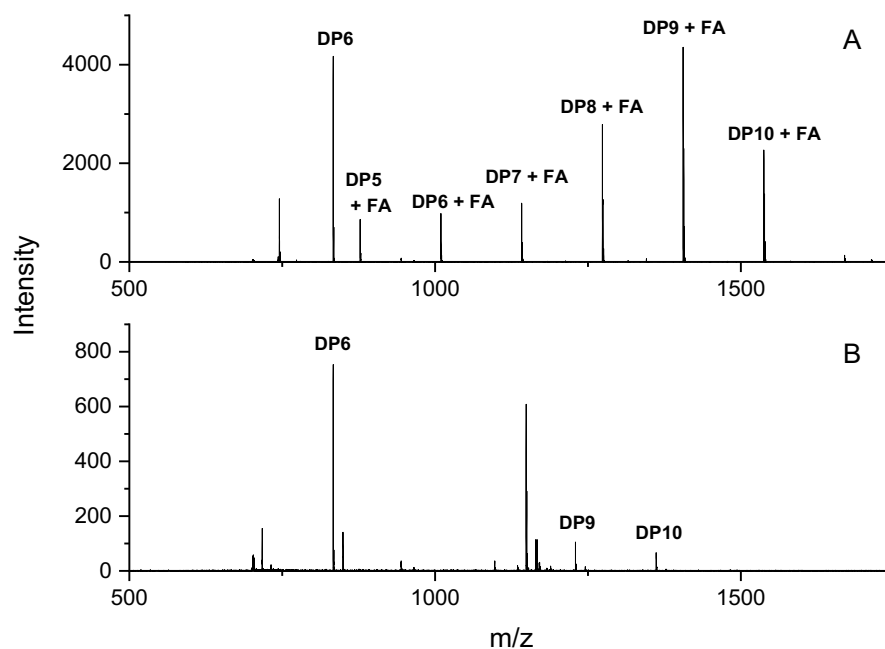 DP9 + FA
A
DP6
DP8 + FA
DP10 + FA
DP5
+ FA
DP6 + FA
DP7 + FA
4000
2000
0
500
1000
1500
Intensity
B
DP6
DP9
DP10
800
600
400
200
0
500
1000
1500
m/z